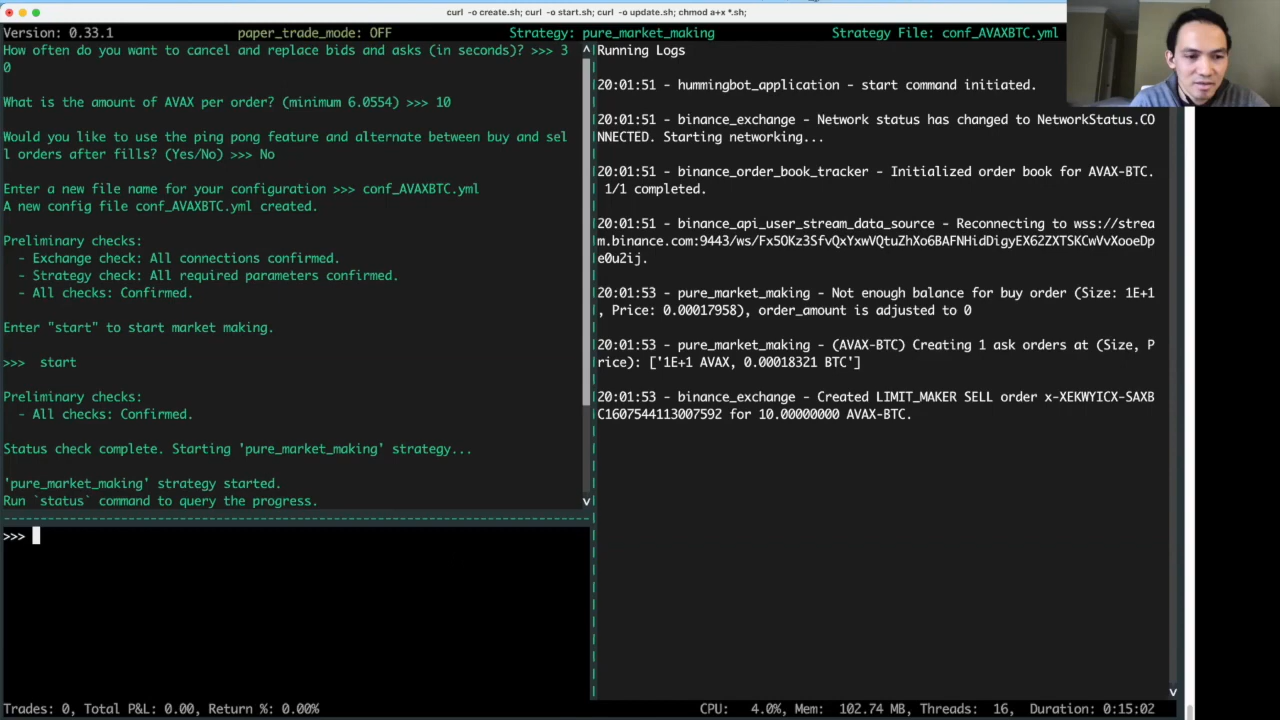 curl -o create.sh; curl -o start.sh; curl -o update.sh; chmod a+x *.sh;
Version: 0.33.1 paper_trade_mode: OFF Strategy: pure_market_making Strategy File: conf_AVAXBTC.yml
How often do you want to cancel and replace bids and asks (in seconds)? >>> 3
0
What is the amount of AVAX per order? (minimum 6.0554) >>> 10
Would you like to use the ping pong feature and alternate between buy and sel
l orders after fills? (Yes/No) >>> No
Enter a new file name for your configuration >>> conf_AVAXBTC.yml
A new config file conf_AVAXBTC.yml created.
Preliminary checks:
- Exchange check: All connections confirmed.
- Strategy check: All required parameters confirmed.
- All checks: Confirmed.
Enter "start" to start market making.
>>> start
Preliminary checks:
- All checks: Confirmed.
Status check complete. Starting 'pure_market_making' strategy...
'pure_market_making' strategy started.
Run `status` command to query the progress.
>>>
Running Logs
20:01:51 - hummingbot_application - start command initiated.
20:01:51 - binance_exchange - Network status has changed to NetworkStatus.CO
NNECTED. Starting networking...
20:01:51 - binance_order_book_tracker - Initialized order book for AVAX-BTC.
1/1 completed.
20:01:51 - binance_api_user_stream_data_source - Reconnecting to wss://strea
m.binance.com:9443/ws/Fx5OKz3SfvQxYxwVQtuZhXo6BAFNHidDigyEX62ZXTSKCwVvXooeDp
e0u2ij.
20:01:53 - pure_market_making - Not enough balance for buy order (Size: 1E+1
, Price: 0.00017958), order_amount is adjusted to 0
20:01:53 - pure_market_making - (AVAX-BTC) Creating 1 ask orders at (Size, P
rice): ['1E+1 AVAX, 0.00018321 BTC']
20:01:53 - binance_exchange - Created LIMIT_MAKER SELL order x-XEKWYICX-SAXB
C1607544113007592 for 10.00000000 AVAX-BTC.
Trades: 0, Total P&L: 0.00, Return %: 0.00% CPU: 4.0%, Mem: 102.74 MB, Threads: 16, Duration: 0:15:02